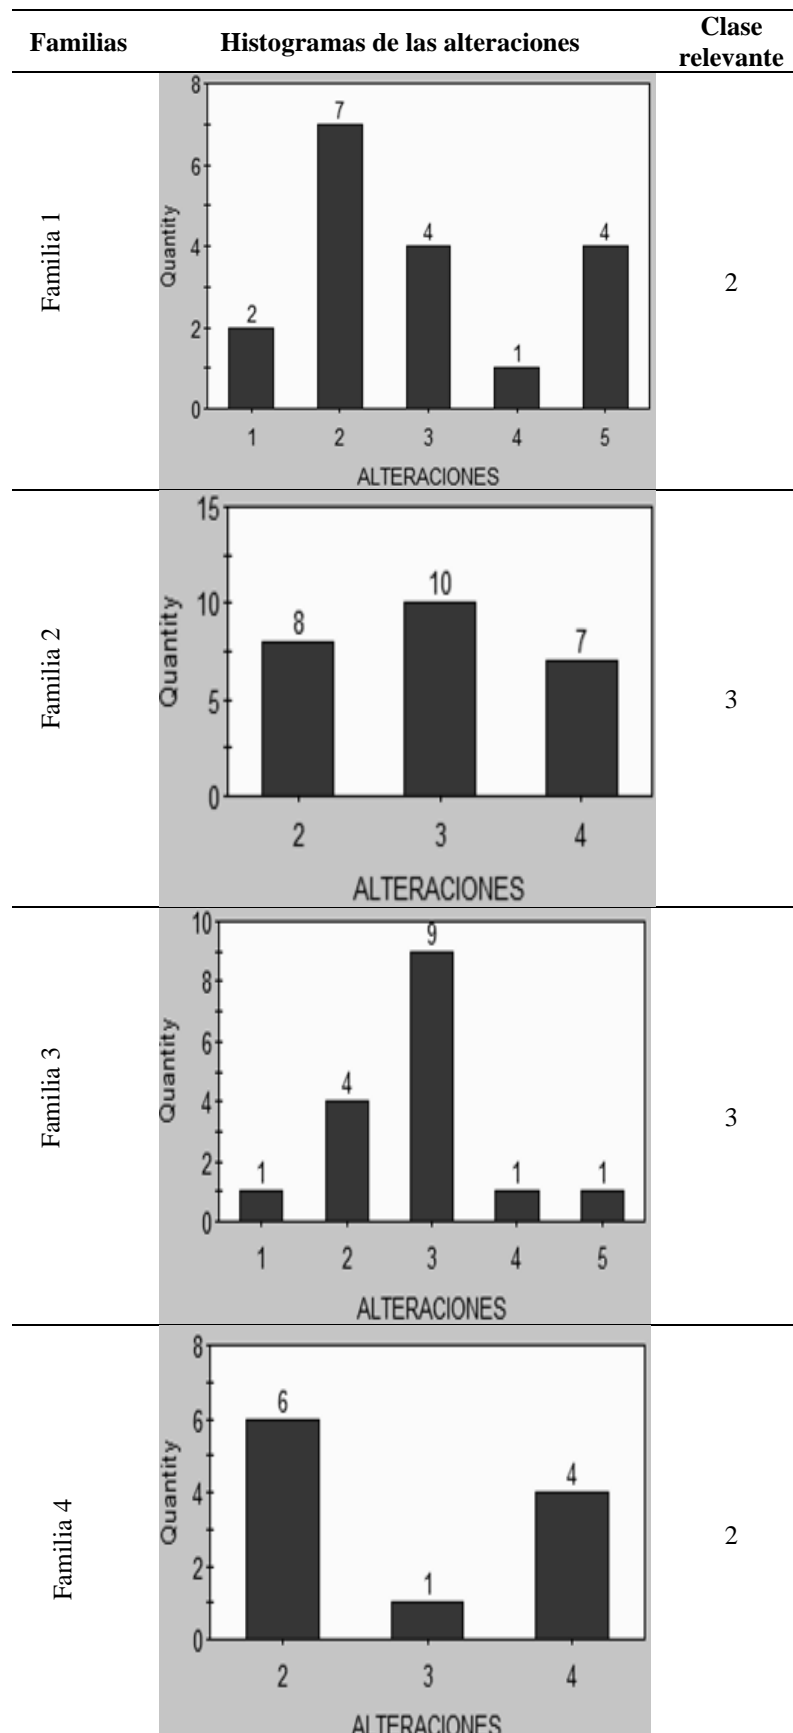 Familias Histogramas de las alteraciones Clase
relevante
Familia 1
Quantity
8
6
4
2
0
2
7
4
1
4
1 2 3 4 5
ALTERACIONES
2
Familia 2
Quantity
15
10
5
0
8
10
7
2 3 4
ALTERACIONES
3
Familia 3
Quantity
10
8
6
4
2
0
1
4
9
1
1
1 2 3 4 5
ALTERACIONES
3
Familia 4
Quantity
8
6
4
2
0
6
1
4
2 3 4
ALTERACIONES
2